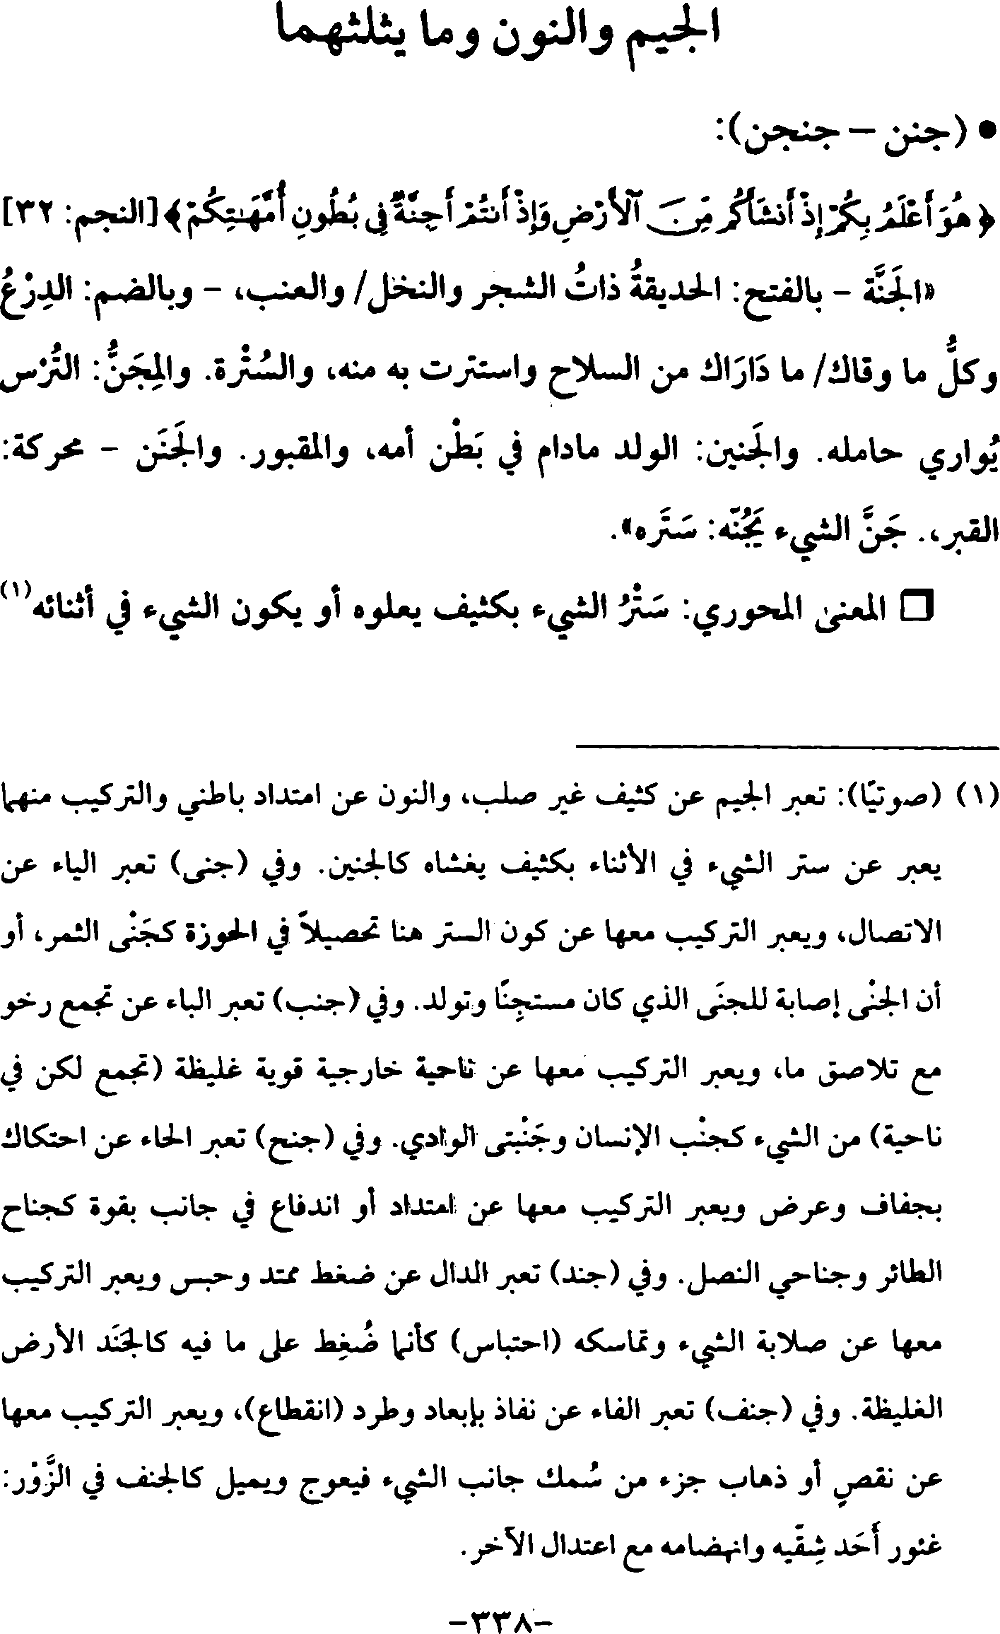 الجيم والنون وما يثلثهما
• (جنن – جنجن):
﴿هُوَ أَعْلَمُ بِكُمْ إِذْ أَنشَأَكُم مِّنَ ٱلْأَرْضِ وَإِذْ أَنتُمْ أَجِنَّةٌ فِي بُطُونِ أُمَّهَٰتِكُمْ﴾ [النجم: ٣٢]
«الجَنَّة – بالفتح: الحديقةُ ذاتُ الشجر والنخل/ والعنب، – وبالضم: الدِرْعُ
وكلُّ ما وقاك/ ما دَارَاك من السلاح واستترت به منه، والسُتْرة. والمِجَنُّ: التُرْس
يُواري حامله. والجَنين: الولد مادام في بَطْن أمه، والمقبور. والجَنَن – محركة:
القبر،. جَنَّ الشيء يَجُنّه: سَتَره».
❒ المعنى المحوري: سَتْرُ الشيء بكثيف يعلوه أو يكون الشيء في أثنائه(١)
(١) (صوتيًا): تعبر الجيم عن كثيف غير صلب، والنون عن امتداد باطني والتركيب منهما
يعبر عن ستر الشيء في الأثناء بكثيف يغشاه كالجنين. وفي (جنى) تعبر الياء عن
الاتصال، ويعبر التركيب معها عن كون الستر هنا تحصيلاً في الحوزة كجَنْى الثمر، أو
أن الجنْى إصابة للجنَى الذي كان مستجِنًا وتولد. وفي (جنب) تعبر الباء عن تجمع رخو
مع تلاصق ما، ويعبر التركيب معها عن ناحية خارجية قوية غليظة (تجمع لكن في
ناحية) من الشيء كجنْب الإنسان وجَنْبتى الوادي. وفي (جنح) تعبر الحاء عن احتكاك
بجفاف وعرض ويعبر التركيب معها عن امتداد أو اندفاع في جانب بقوة كجناح
الطائر وجناحي النصل. وفي (جند) تعبر الدال عن ضغط ممتد وحبس ويعبر التركيب
معها عن صلابة الشيء وتماسكه (احتباس) كأنما ضُغِط على ما فيه كالجَنَد الأرض
الغليظة. وفي (جنف) تعبر الفاء عن نفاذ بإبعاد وطرد (انقطاع)، ويعبر التركيب معها
عن نقصٍ أو ذهاب جزء من سُمك جانب الشيء فيعوج ويميل كالجنف في الزَّوْر:
غئور أَحَد شِقّيه وانهضامه مع اعتدال الآخر.
-٣٣٨-